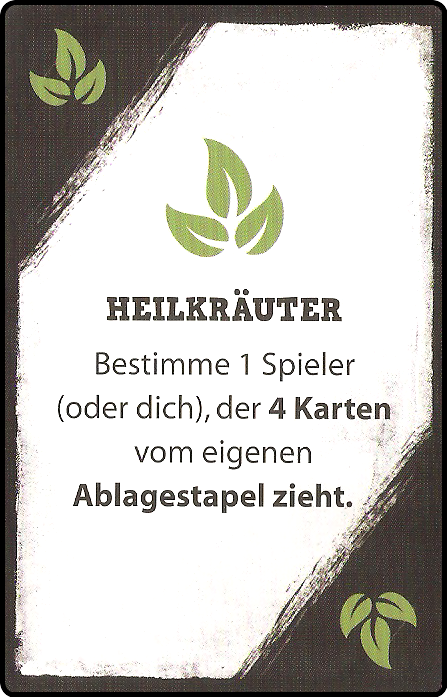 HEILKRÄUTER
Bestimme 1 Spieler
(oder dich), der 4 Karten
vom eigenen
Ablagestapel zieht.